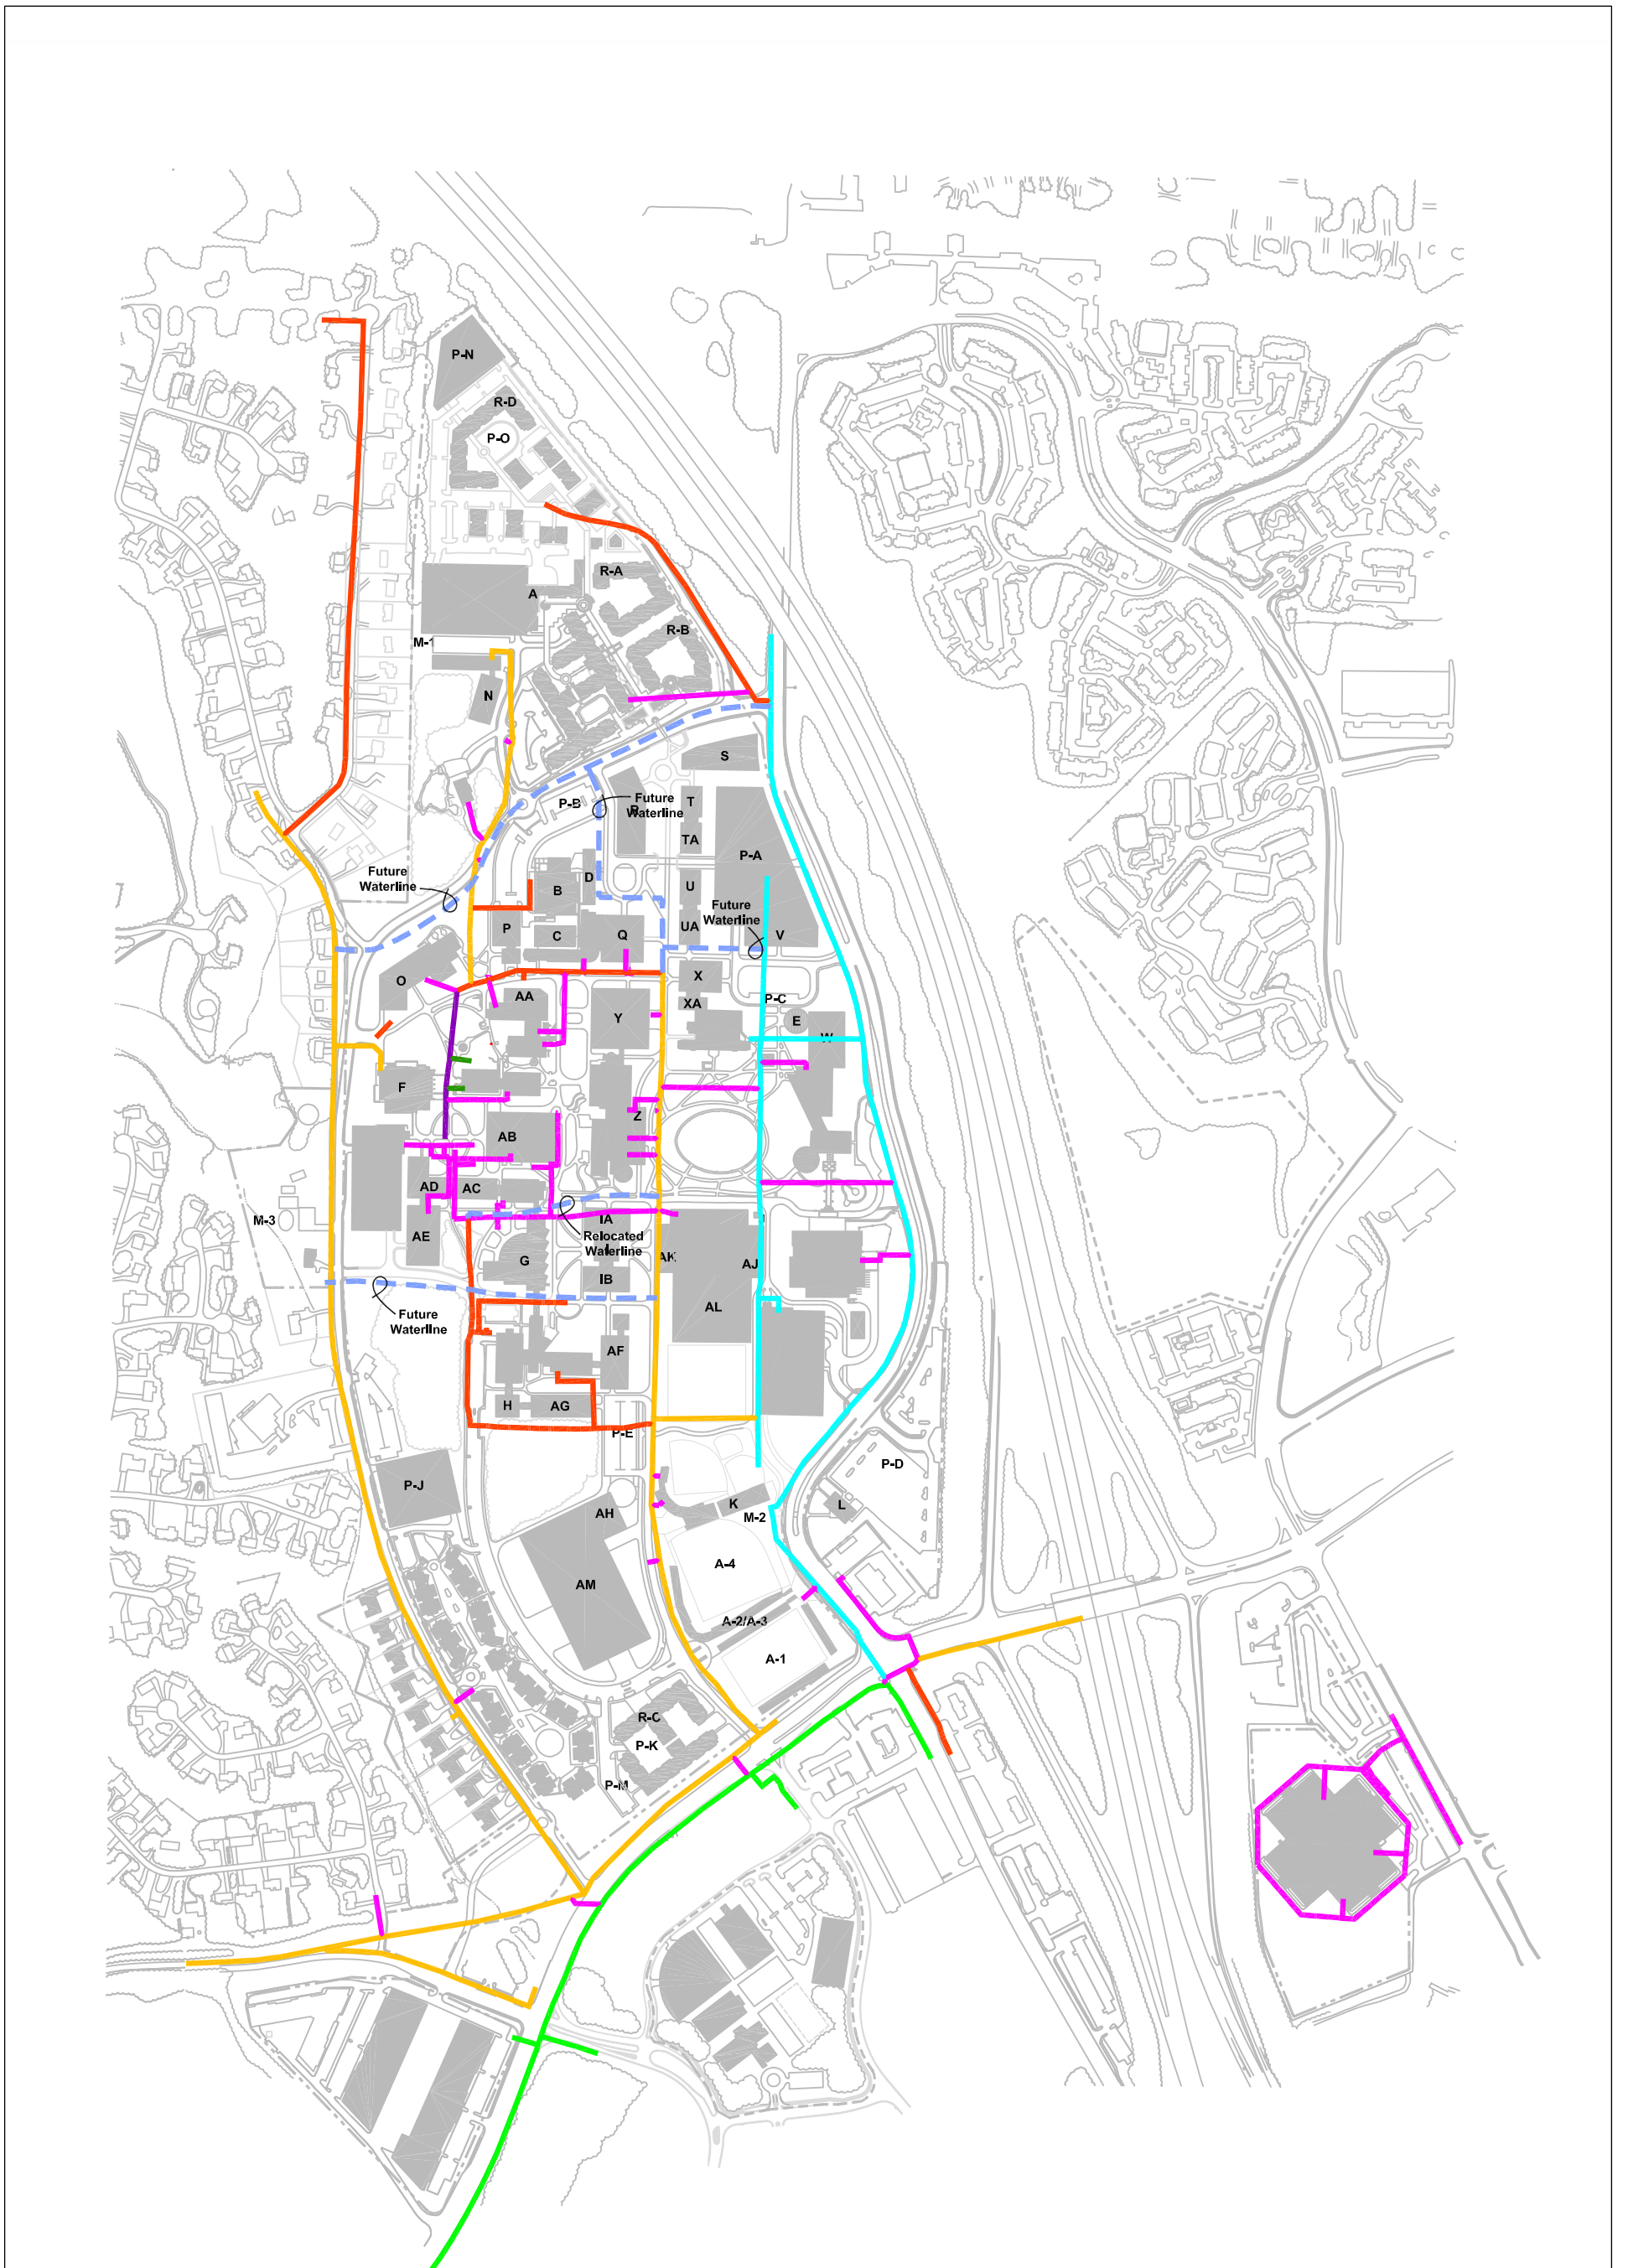 P-N
R-D
P-O
R-A
A
R-B
M-1
N
S
P-B
Future
Waterline
R
T
TA
P-A
Future
Waterline
D
B
U
Future
Waterline
UA
P
C
Q
V
O
X
AA
XA
P-C
Y
E
W
F
Z
AB
AD
AC
M-3
IA
AE
Relocated
Waterline
I
G
AK
AJ
IB
Future
Waterline
AL
AF
H
AG
P-E
P-D
P-J
K
L
AH
M-2
A-4
AM
A-2/A-3
A-1
R-C
P-K
P-M